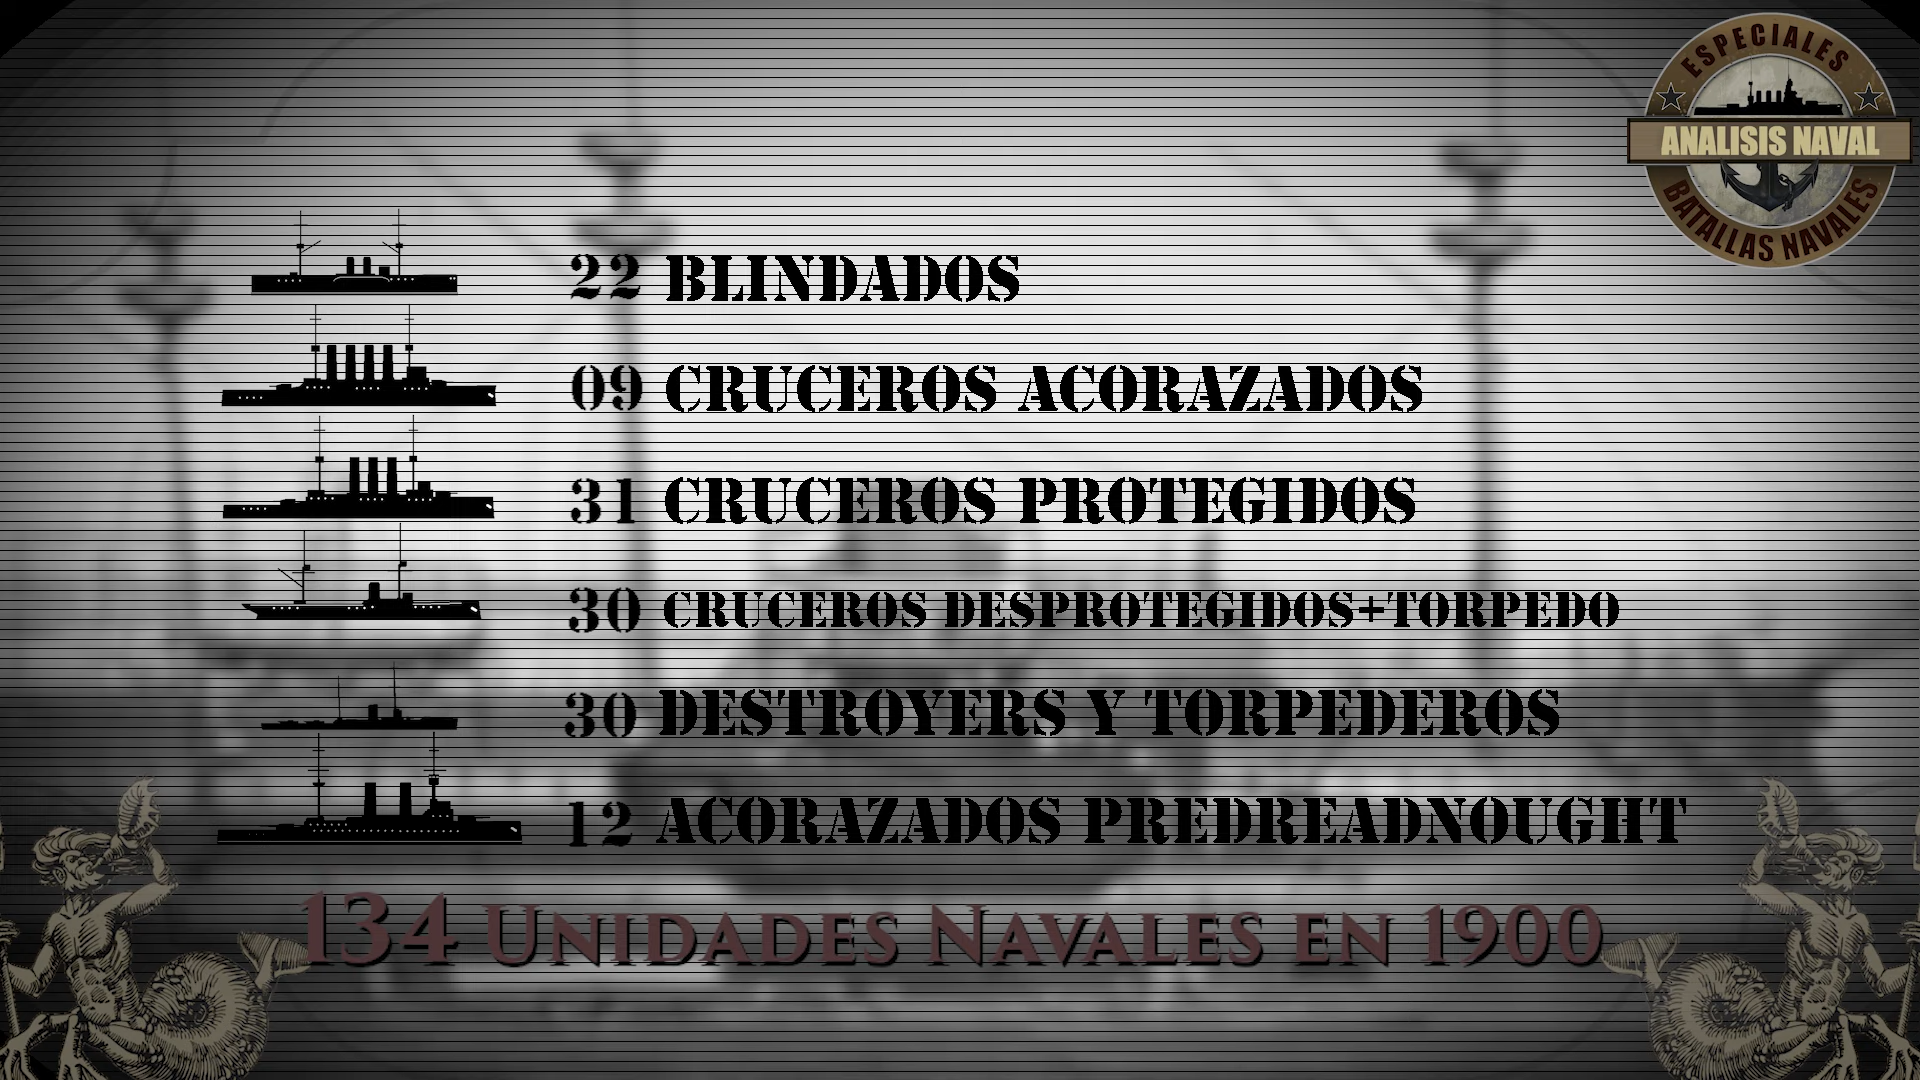 ESPECIALES
ANALISIS NAVAL
BATALLAS NAVALES
22 BLINDADOS
09 CRUCEROS ACORAZADOS
31 CRUCEROS PROTEGIDOS
30 CRUCEROS DESPROTEGIDOS+TORPEDO
30 DESTROYERS Y TORPEDEROS
12 ACORAZADOS PREDREADNOUGHT
134 UNIDADES NAVALES EN 1900